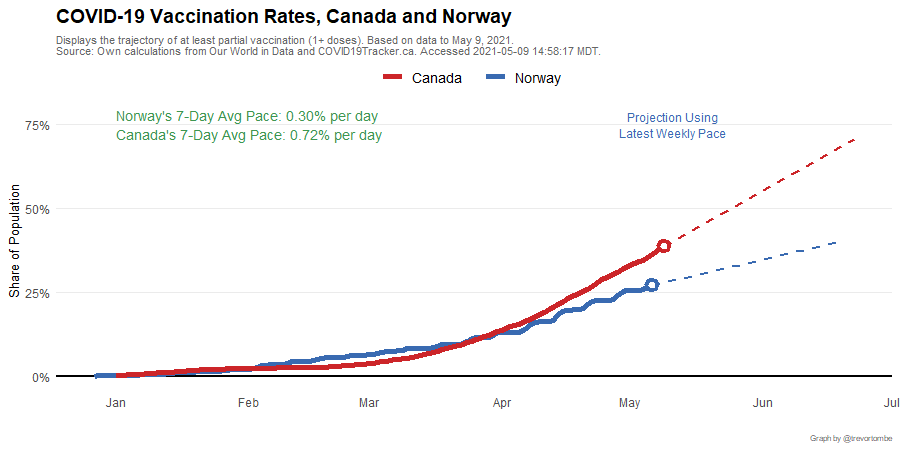 COVID-19 Vaccination Rates, Canada and Norway
Displays the trajectory of at least partial vaccination (1+ doses). Based on data to May 9, 2021.
Source: Own calculations from Our World in Data and COVID19Tracker.ca. Accessed 2021-05-09 14:58:17 MDT.
Canada Norway
Norway's 7-Day Avg Pace: 0.30% per day
Canada's 7-Day Avg Pace: 0.72% per day
Projection Using
Latest Weekly Pace
Share of Population
75%
50%
25%
0%
Jan Feb Mar Apr May Jun Jul
Graph by @trevortombe